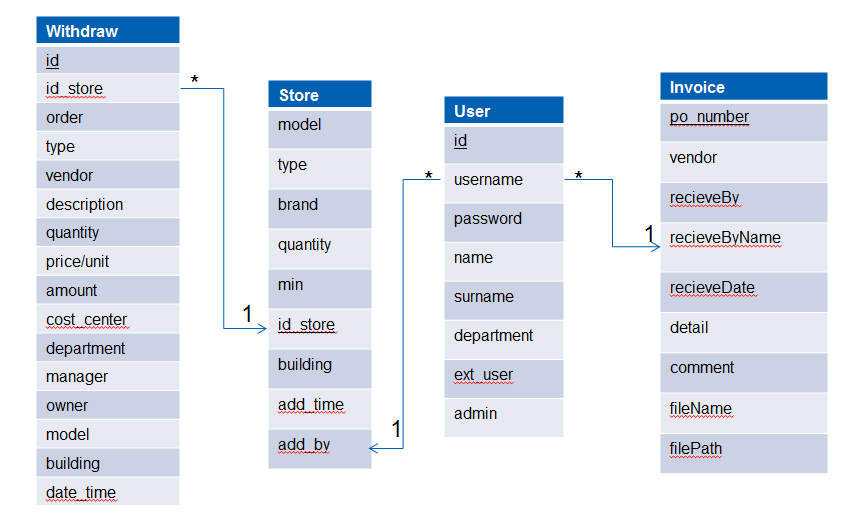 Withdraw
id
id_store
order
type
vendor
description
quantity
price/unit
amount
cost_center
department
manager
owner
model
building
date_time
*
1
Store
model
type
brand
quantity
min
id_store
building
add_time
add_by
*
1
User
id
username
password
name
surname
department
ext_user
admin
*
1
Invoice
po_number
vendor
recieveBy
recieveByName
recieveDate
detail
comment
fileName
filePath